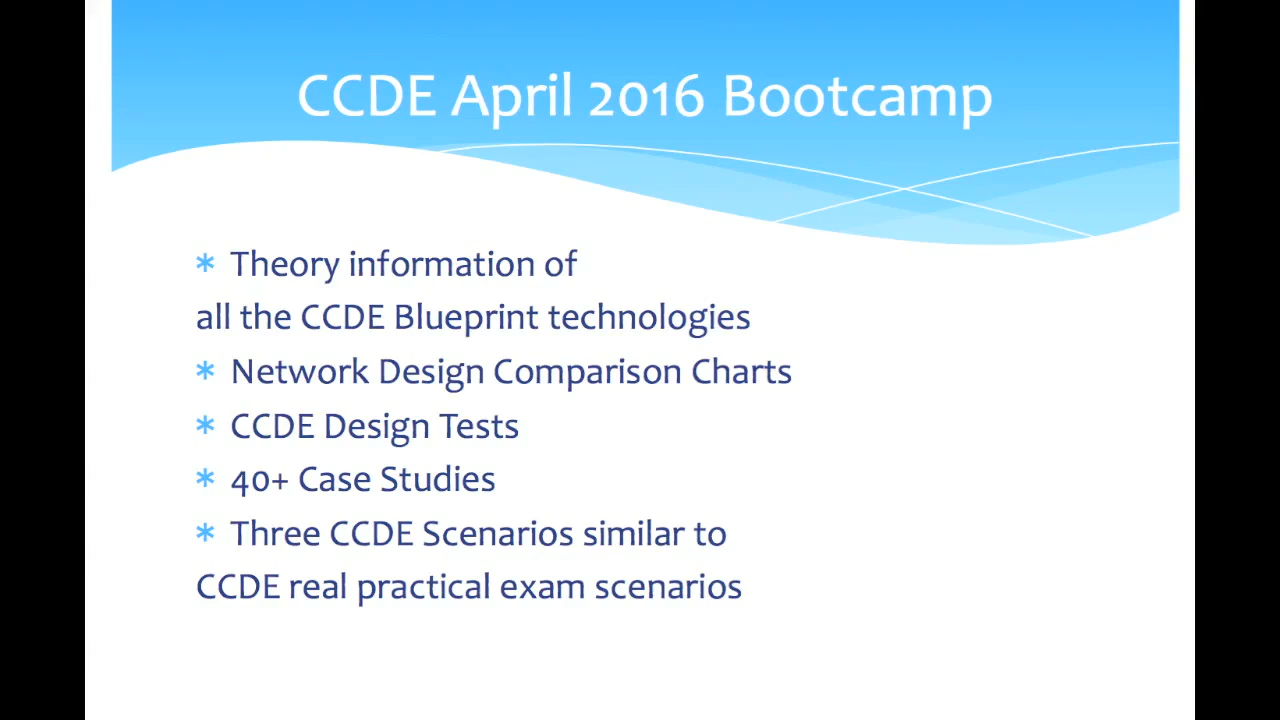 CCDE April 2016 Bootcamp
* Theory information of
all the CCDE Blueprint technologies
* Network Design Comparison Charts
* CCDE Design Tests
* 40+ Case Studies
* Three CCDE Scenarios similar to
CCDE real practical exam scenarios